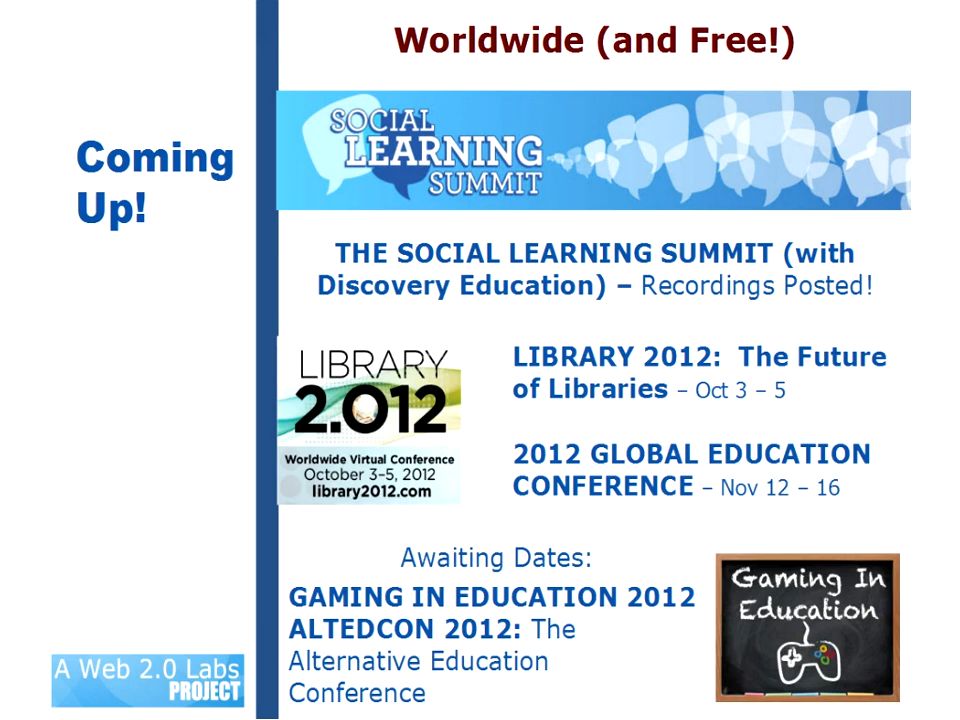 Worldwide (and Free!)
Coming
Up!
SOCIAL
LEARNING
SUMMIT
THE SOCIAL LEARNING SUMMIT (with
Discovery Education) – Recordings Posted!
LIBRARY
2.012
Worldwide Virtual Conference
October 3–5, 2012
library2012.com
LIBRARY 2012:  The Future
of Libraries – Oct 3 – 5
2012 GLOBAL EDUCATION
CONFERENCE – Nov 12 – 16
Awaiting Dates:
GAMING IN EDUCATION 2012
ALTEDCON 2012: The
Alternative Education
Conference
Gaming In
Education
A Web 2.0 Labs
PROJECT